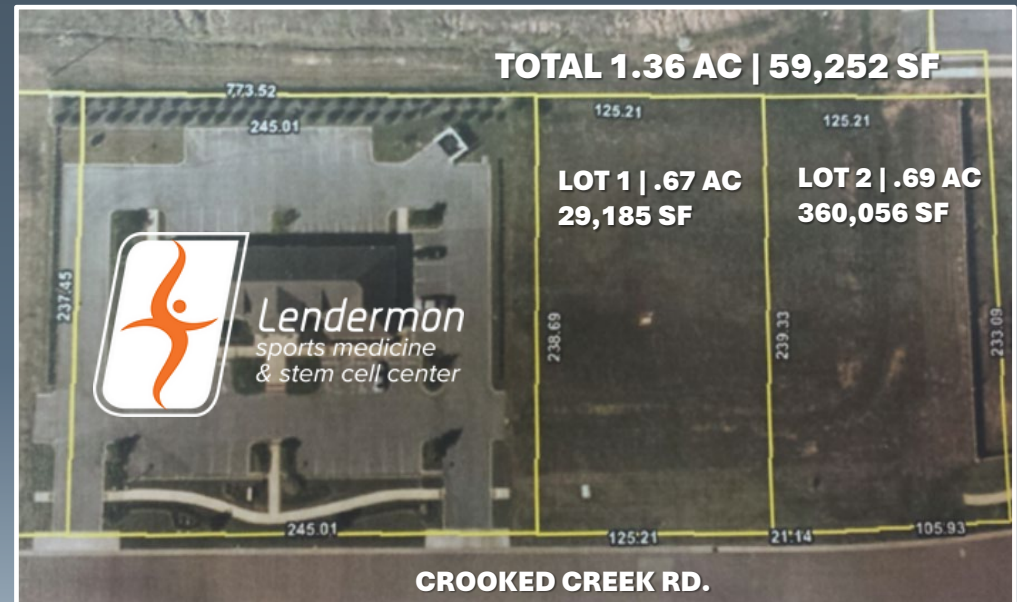 TOTAL 1.36 AC | 59,252 SF
773.52
245.01
125.21
125.21
LOT 1 | .67 AC
29,185 SF
LOT 2 | .69 AC
360,056 SF
237.45
Lendermon
sports medicine
& stem cell center
238.69
239.33
233.09
245.01
125.21
21.14
105.93
CROOKED CREEK RD.